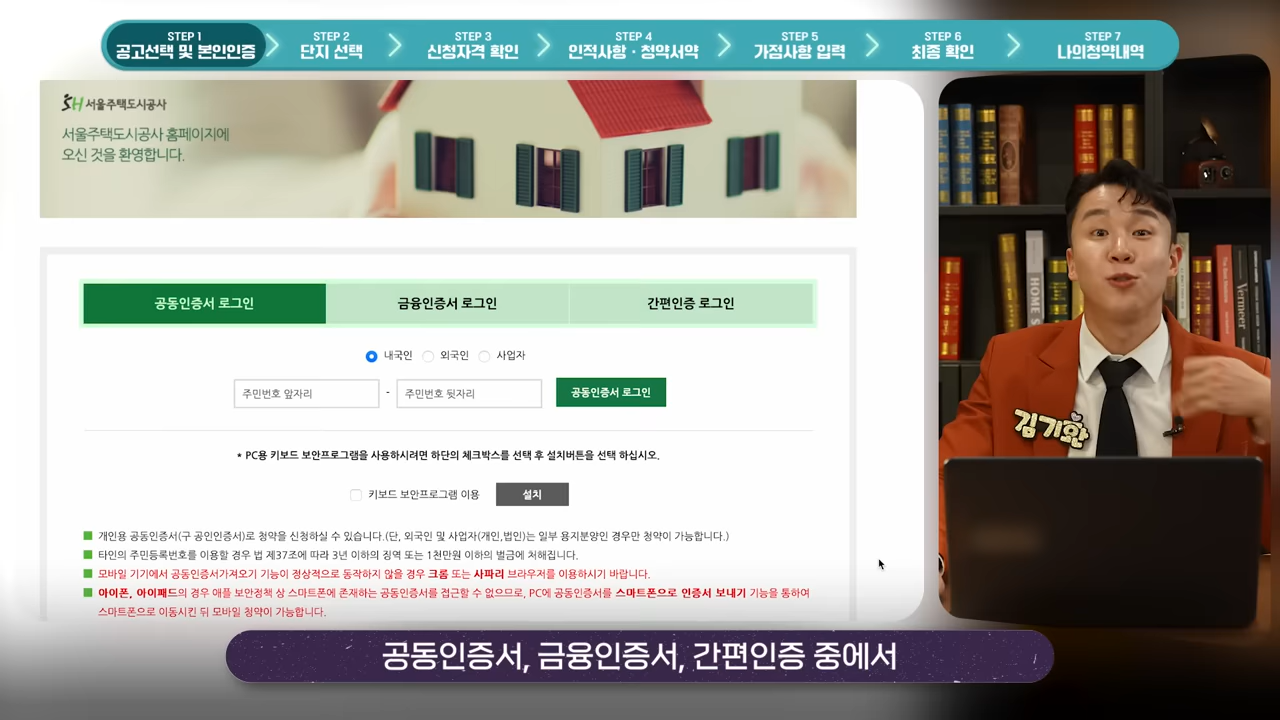 STEP 1
공고선택 및 본인인증
STEP 2
단지 선택
STEP 3
신청자격 확인
STEP 4
인적사항 · 청약서약
STEP 5
가점사항 입력
STEP 6
최종 확인
STEP 7
나의청약내역
SH 서울주택도시공사
서울주택도시공사 홈페이지에
오신 것을 환영합니다.
공동인증서 로그인
금융인증서 로그인
간편인증 로그인
내국인 외국인 사업자
주민번호 앞자리 - 주민번호 뒷자리 공동인증서 로그인
* PC용 키보드 보안프로그램을 사용하시려면 하단의 체크박스를 선택 후 설치버튼을 선택 하십시오.
키보드 보안프로그램 이용 설치
개인용 공동인증서(구 공인인증서)로 청약을 신청하실 수 있습니다.(단, 외국인 및 사업자(개인,법인)는 일부 용지분양인 경우만 청약이 가능합니다.)
타인의 주민등록번호를 이용할 경우 법 제37조에 따라 3년 이하의 징역 또는 1천만원 이하의 벌금에 처해집니다.
모바일 기기에서 공동인증서가져오기 기능이 정상적으로 동작하지 않을 경우 크롬 또는 사파리 브라우저를 이용하시기 바랍니다.
아이폰, 아이패드의 경우 애플 보안정책 상 스마트폰에 존재하는 공동인증서를 접근할 수 없으므로, PC에 공동인증서를 스마트폰으로 인증서 보내기 기능을 통하여
스마트폰으로 이동시킨 뒤 모바일 청약이 가능합니다.
HOME
Vermeer
김기환
공동인증서, 금융인증서, 간편인증 중에서